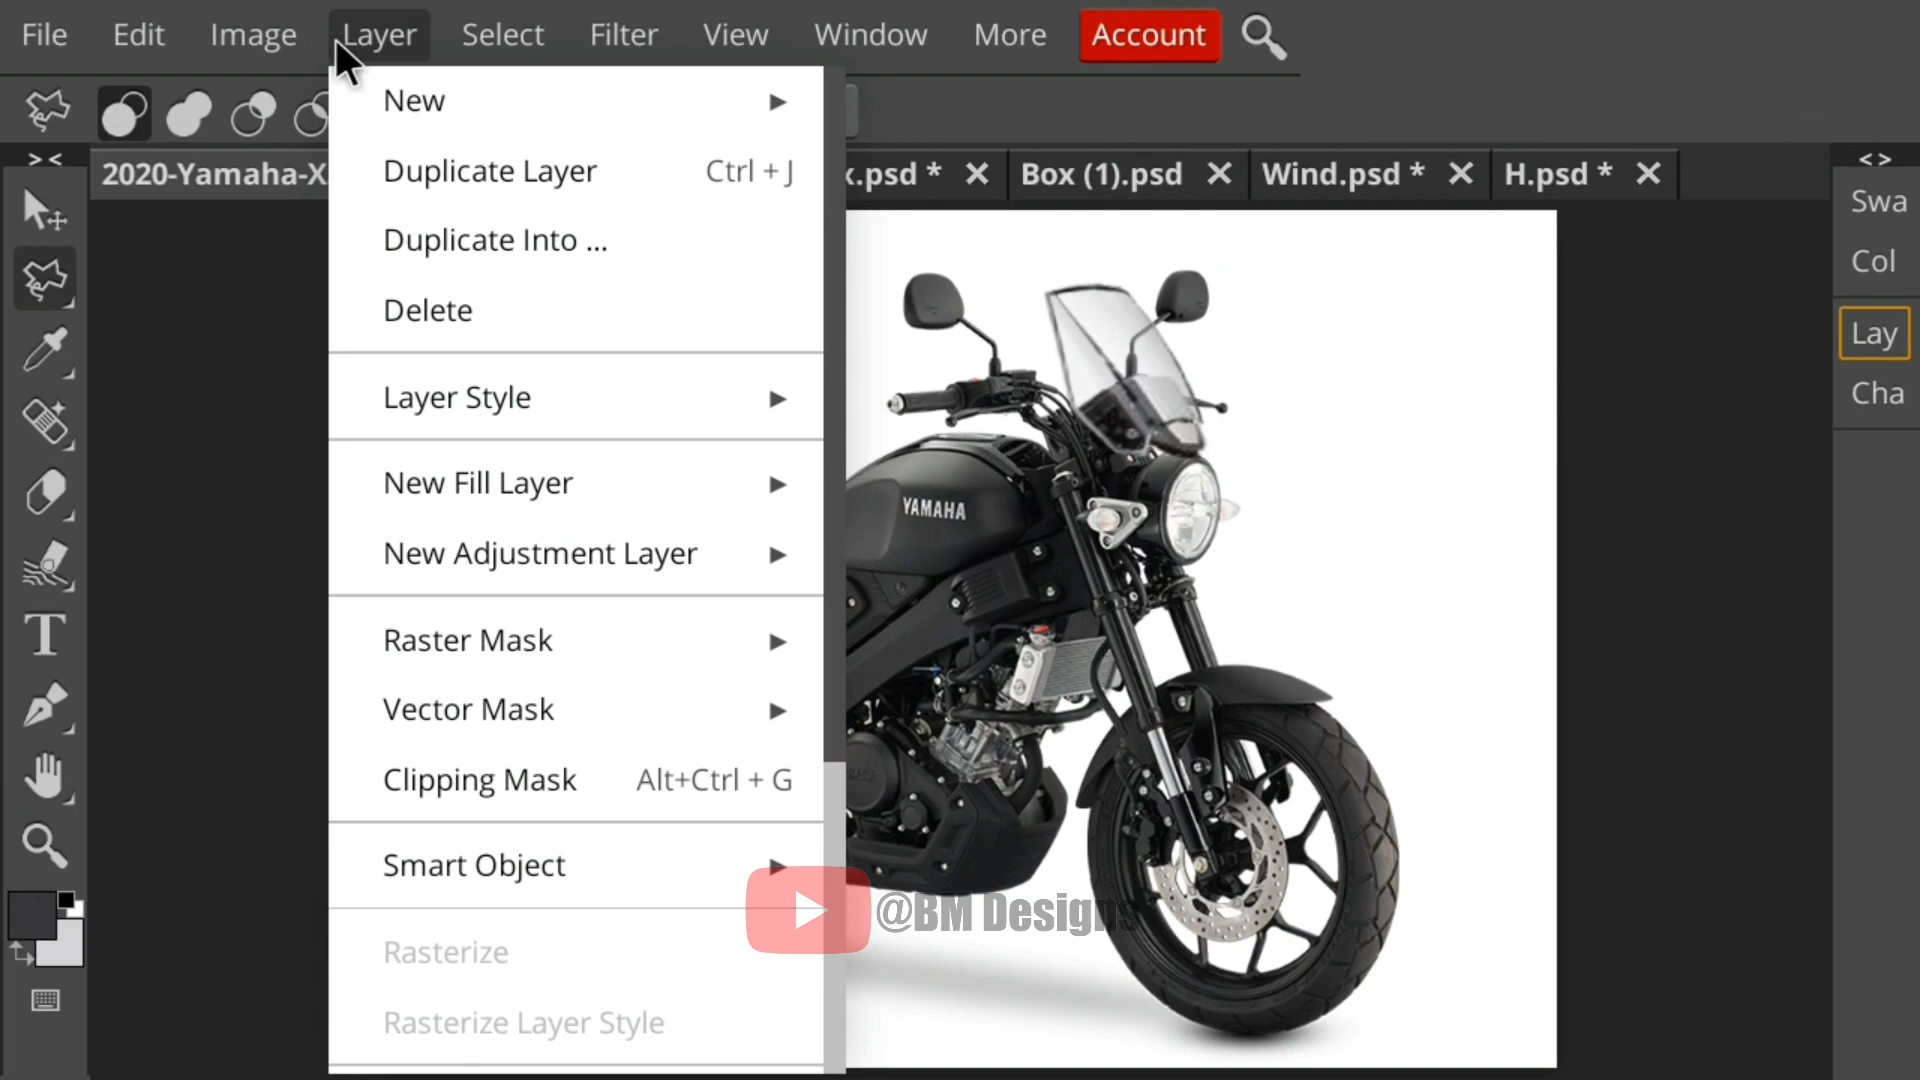 File Edit Image Layer Select Filter View Window More Account
> <
< >
2020-Yamaha-X
.psd * Box (1).psd Wind.psd * H.psd *
New
Duplicate Layer Ctrl + J
Duplicate Into ...
Delete
Layer Style
New Fill Layer
New Adjustment Layer
Raster Mask
Vector Mask
Clipping Mask Alt+Ctrl + G
Smart Object
Rasterize
Rasterize Layer Style
Swa
Col
Lay
Cha
T
YAMAHA
@BM Designs